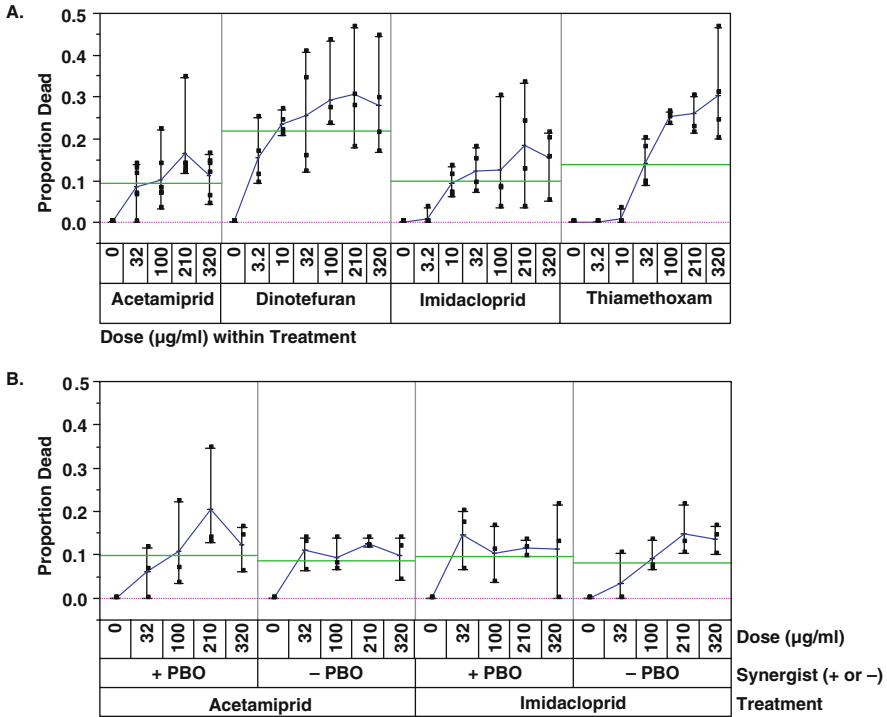 A.
Proportion Dead
0.5
0.4
0.3
0.2
0.1
0.0
0 32 100 210 320 0 3.2 10 32 100 210 320 0 3.2 10 32 100 210 320 0 3.2 10 32 100 210 320
Acetamiprid Dinotefuran Imidacloprid Thiamethoxam
Dose (µg/ml) within Treatment
B.
Proportion Dead
0.5
0.4
0.3
0.2
0.1
0.0
0 32 100 210 320 0 32 100 210 320 0 32 100 210 320 0 32 100 210 320 Dose (µg/ml)
+ PBO – PBO + PBO – PBO Synergist (+ or –)
Acetamiprid Imidacloprid Treatment